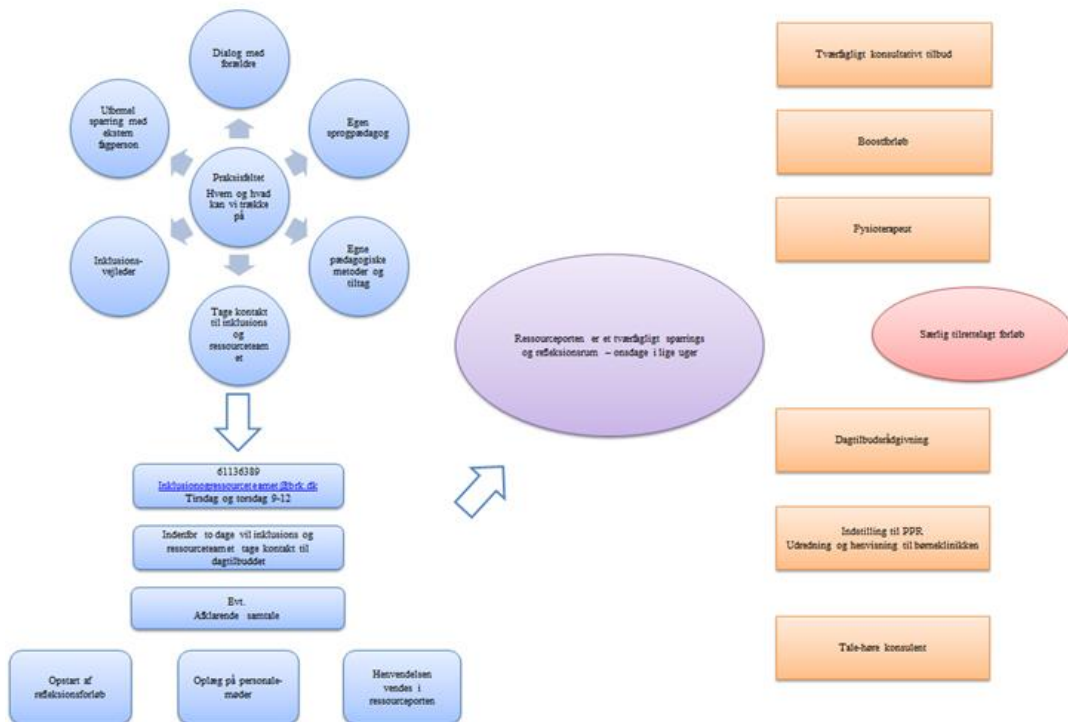 Dialog med
forældre
Uformel
sparring med
ekstern
fagperson
Egen
sprogpædagog
Praksisfeltet
Hvem og hvad
kan vi trække
på
Inklusions-
vejleder
Egne
pædagogiske
metoder og
tiltag
Tage kontakt
til inklusions
og
ressourceteam
et
61136389
Inklusionogressourceteamet@brk.dk
Tirsdag og torsdag 9-12
Indenfor to dage vil inklusions og
ressourceteamet tage kontakt til
dagtilbuddet
Evt.
Afklarende samtale
Opstart af
refleksionsforløb
Oplæg på personale-
møder
Henvendelsen
vendes i
ressourceporten
Ressourceporten er et tværfagligt sparrings
og refleksionsrum – onsdage i lige uger
Tværfagligt konsultativt tilbud
Boostforløb
Fysioterapeut
Særlig tilrettelagt forløb
Dagtilbudsrådgivning
Indstilling til PPR
Udredning og henvisning til børneklinikken
Tale-høre konsulent